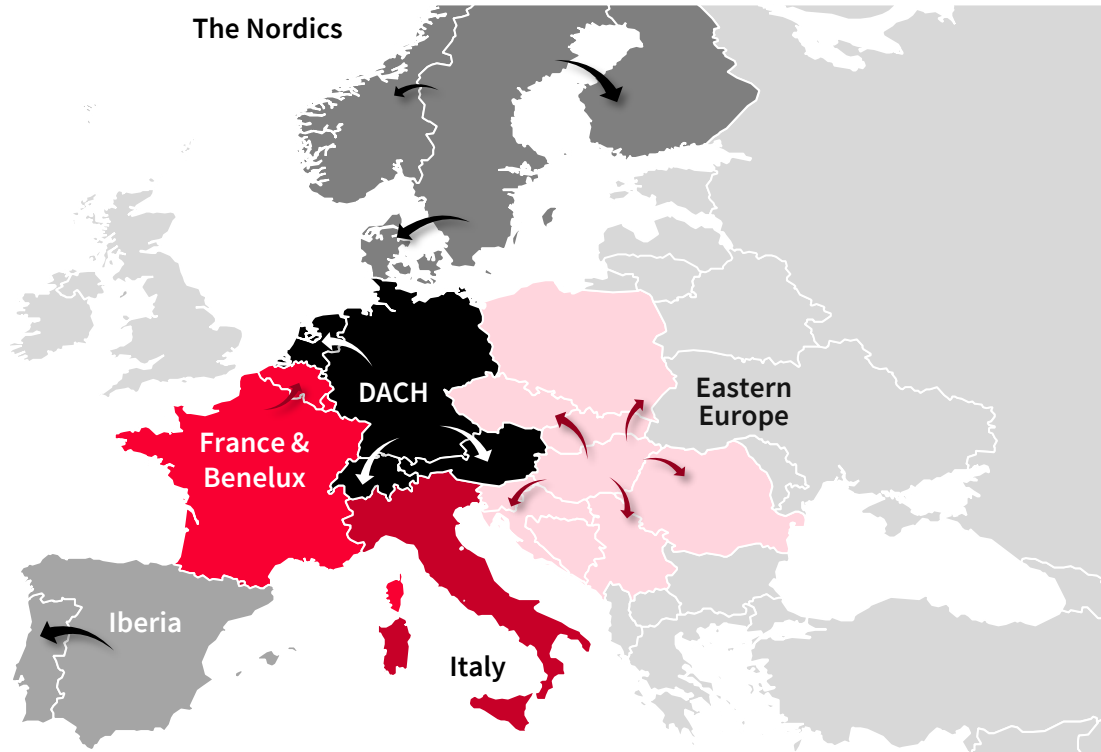 The Nordics
DACH
Eastern
Europe
France &
Benelux
Iberia
Italy